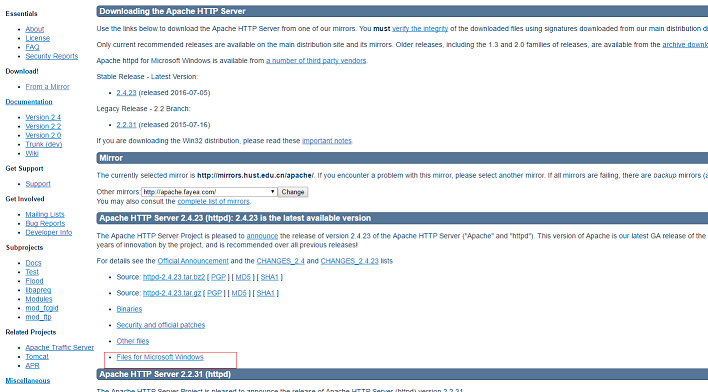 Essentials
About
License
FAQ
Security Reports
Download!
From a Mirror
Documentation
Version 2.4
Version 2.2
Version 2.0
Trunk (dev)
Wiki
Get Support
Support
Get Involved
Mailing Lists
Bug Reports
Developer Info
Subprojects
Docs
Test
Flood
libapreq
Modules
mod_fcgid
mod_ftp
Related Projects
Apache Traffic Server
Tomcat
APR
Miscellaneous
Downloading the Apache HTTP Server
Use the links below to download the Apache HTTP Server from one of our mirrors. You must verify the integrity of the downloaded files using signatures downloaded from our main distribution di
Only current recommended releases are available on the main distribution site and its mirrors. Older releases, including the 1.3 and 2.0 families of releases, are available from the archive downl
Apache httpd for Microsoft Windows is available from a number of third party vendors.
Stable Release - Latest Version:
2.4.23 (released 2016-07-05)
Legacy Release - 2.2 Branch:
2.2.31 (released 2015-07-16)
If you are downloading the Win32 distribution, please read these important notes.
Mirror
The currently selected mirror is http://mirrors.hust.edu.cn/apache/. If you encounter a problem with this mirror, please select another mirror. If all mirrors are failing, there are backup mirrors (a
Other mirrors: http://apache.fayea.com/ Change
You may also consult the complete list of mirrors.
Apache HTTP Server 2.4.23 (httpd): 2.4.23 is the latest available version
The Apache HTTP Server Project is pleased to announce the release of version 2.4.23 of the Apache HTTP Server ("Apache" and "httpd"). This version of Apache is our latest GA release of the
years of innovation by the project, and is recommended over all previous releases!
For details see the Official Announcement and the CHANGES_2.4 and CHANGES_2.4.23 lists
Source: httpd-2.4.23.tar.bz2 [ PGP ] [ MD5 ] [ SHA1 ]
Source: httpd-2.4.23.tar.gz [ PGP ] [ MD5 ] [ SHA1 ]
Binaries
Security and official patches
Other files
Files for Microsoft Windows
Apache HTTP Server 2.2.31 (httpd)
The Apache HTTP Server Project is pleased to announce the release of Apache HTTP Server (httpd) version 2.2.31